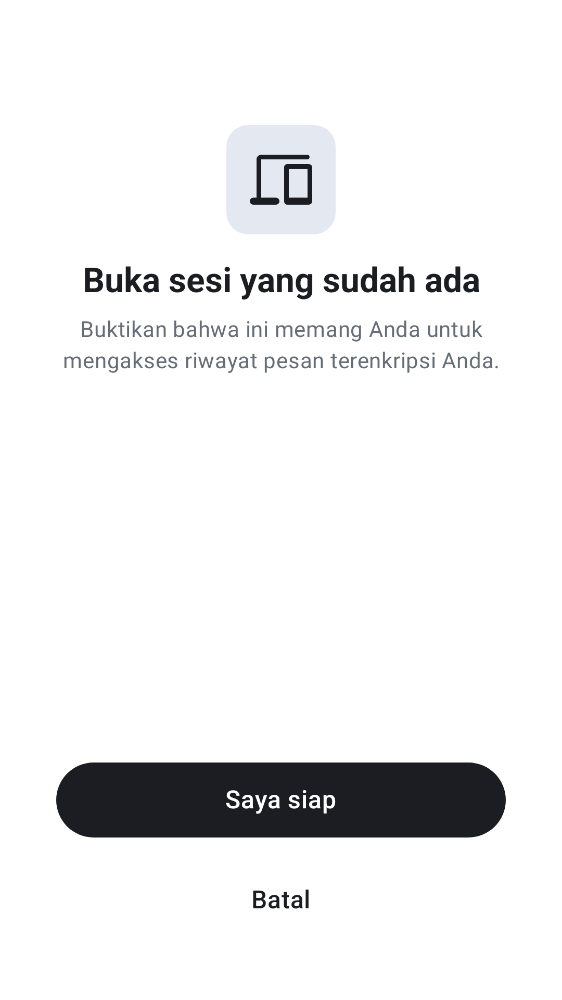 Buka sesi yang sudah ada
Buktikan bahwa ini memang Anda untuk
mengakses riwayat pesan terenkripsi Anda.
Saya siap
Batal